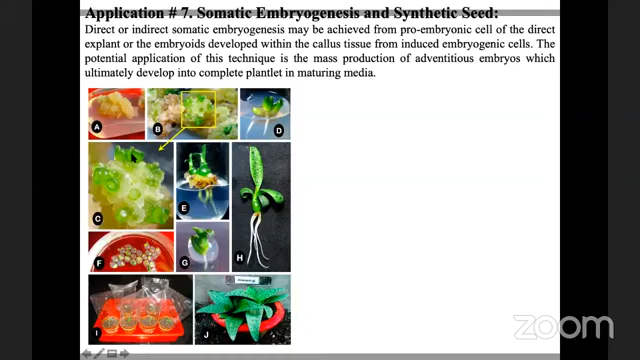 Application # 7. Somatic Embryogenesis and Synthetic Seed:
Direct or indirect somatic embryogenesis may be achieved from pro-embryonic cell of the direct
explant or the embryoids developed within the callus tissue from induced embryogenic cells. The
potential application of this technique is the mass production of adventitious embryos which
ultimately develop into complete plantlet in maturing media.
A
B
D
C
E
H
F
G
I
J
zoom